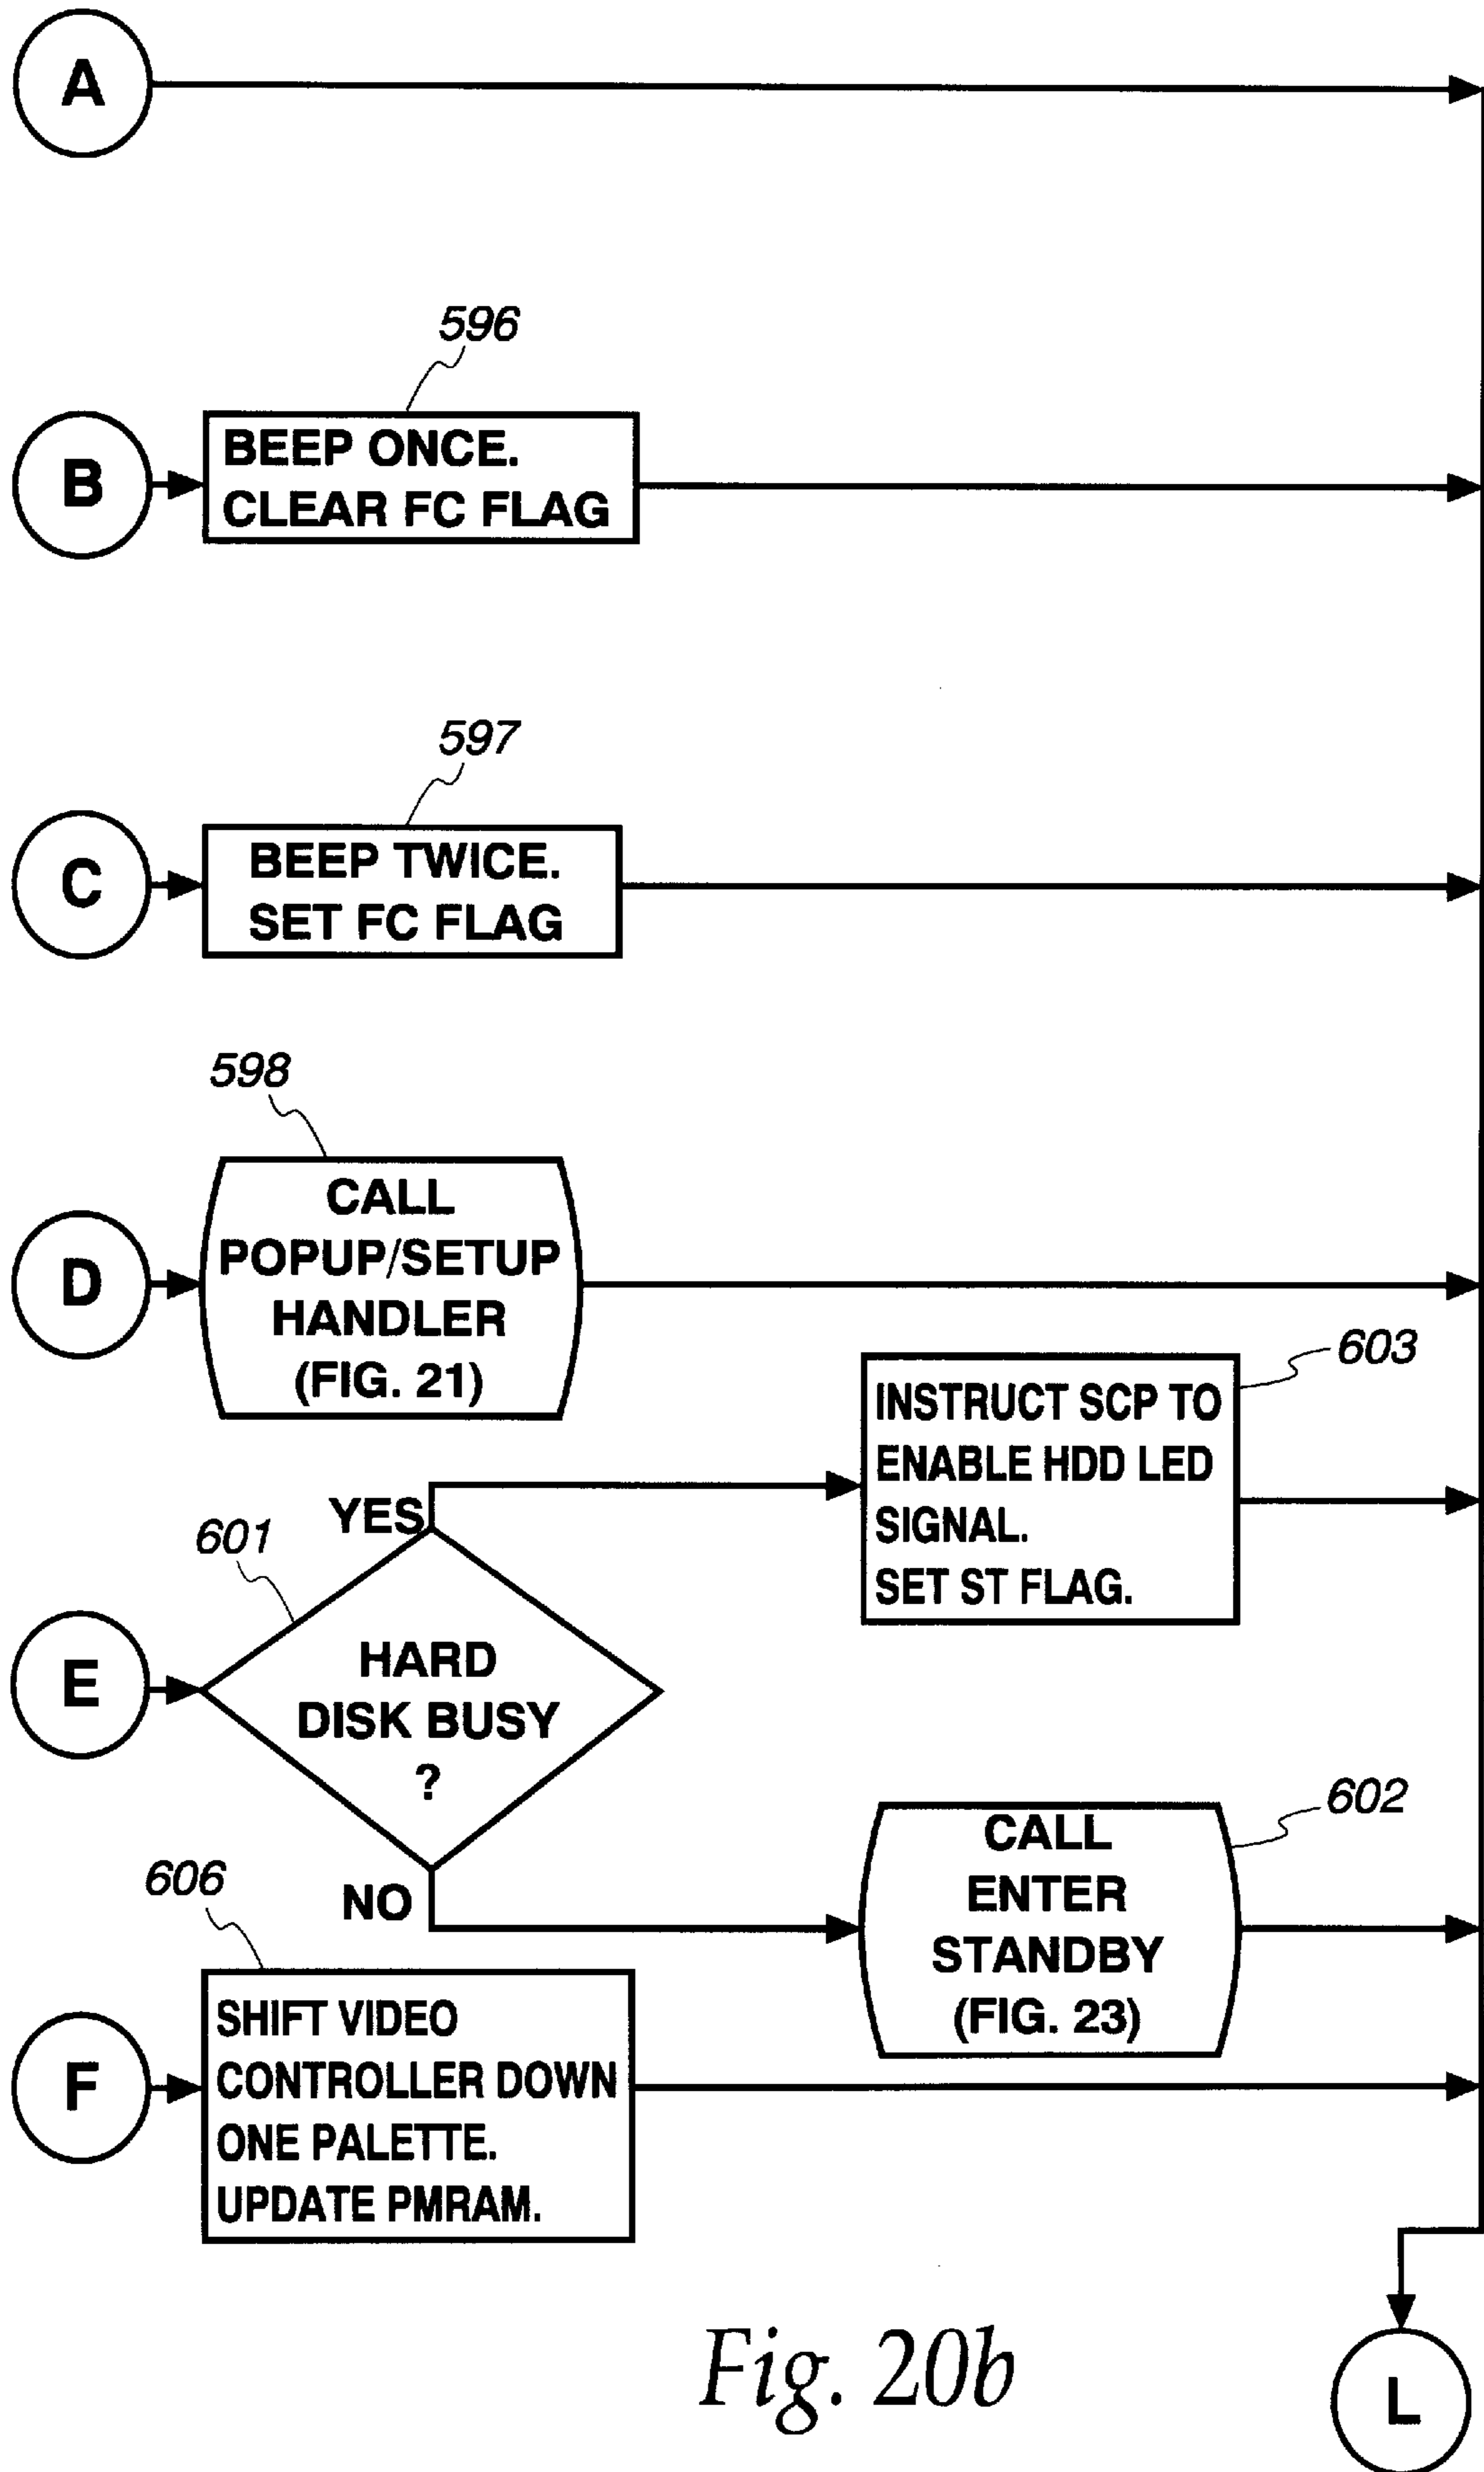 A
596
B
BEEP ONCE.
CLEAR FC FLAG
597
C
BEEP TWICE.
SET FC FLAG
598
D
CALL
POPUP/SETUP
HANDLER
(FIG. 21)
603
INSTRUCT SCP TO
ENABLE HDD LED
SIGNAL.
SET ST FLAG.
YES
601
E
HARD
DISK BUSY
?
NO
602
CALL
ENTER
STANDBY
(FIG. 23)
606
F
SHIFT VIDEO
CONTROLLER DOWN
ONE PALETTE.
UPDATE PMRAM.
L
Fig. 20b